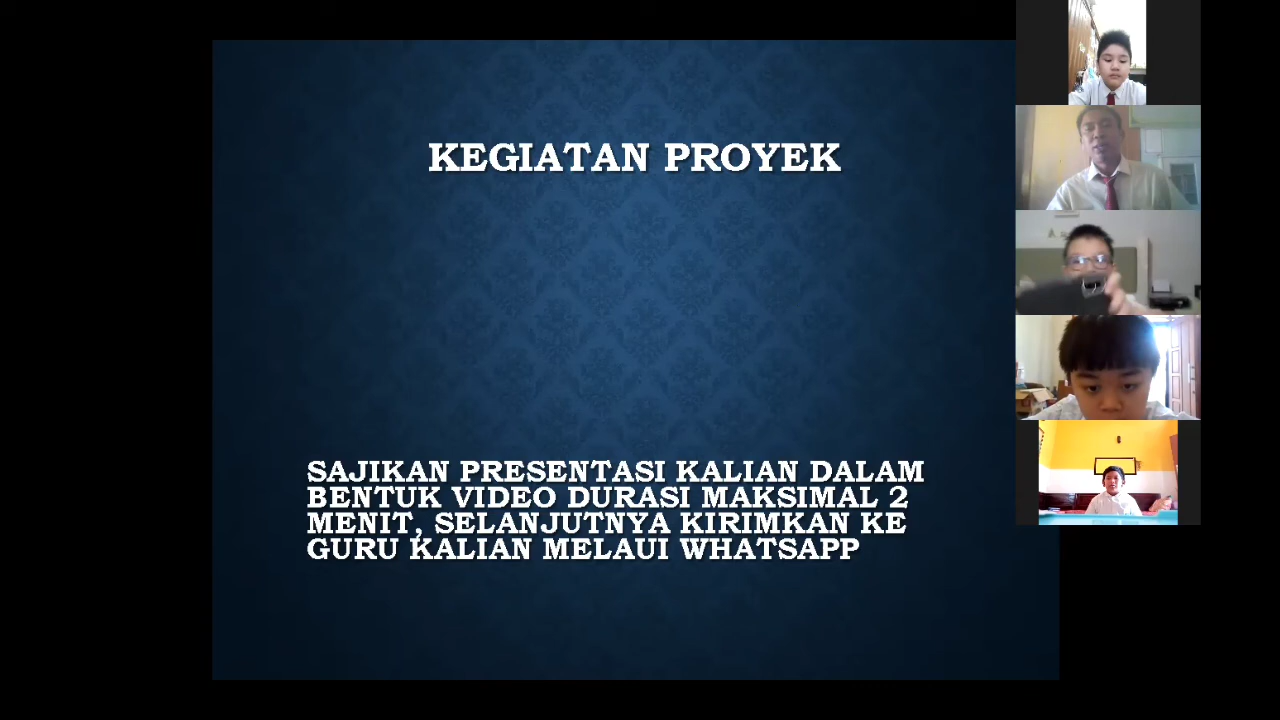 KEGIATAN PROYEK
SAJIKAN PRESENTASI KALIAN DALAM
BENTUK VIDEO DURASI MAKSIMAL 2
MENIT, SELANJUTNYA KIRIMKAN KE
GURU KALIAN MELAUI WHATSAPP